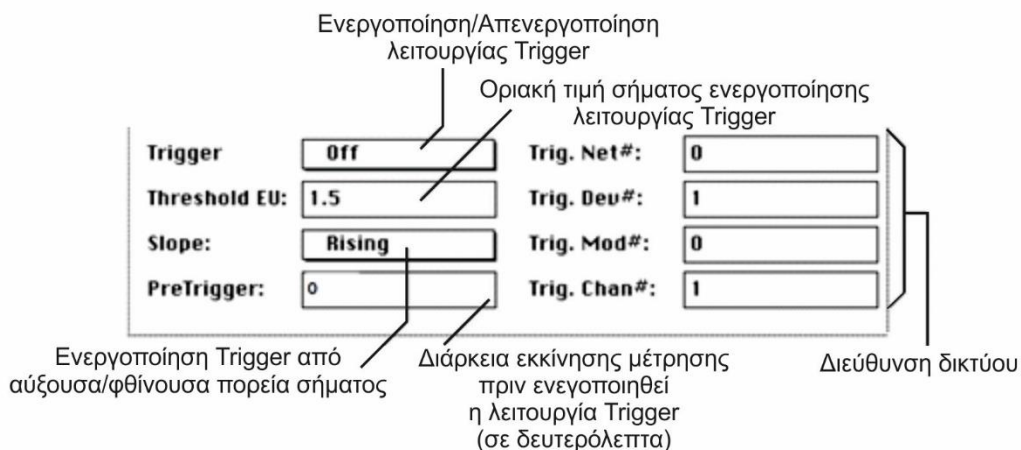 Ενεργοποίηση/Απενεργοποίηση
λειτουργίας Trigger
Οριακή τιμή σήματος ενεργοποίησης
λειτουργίας Trigger
Trigger Off Trig. Net#: 0
Threshold EU: 1.5 Trig. Dev#: 1
Slope: Rising Trig. Mod#: 0
PreTrigger: 0 Trig. Chan#: 1
Ενεργοποίηση Trigger από
αύξουσα/φθίνουσα πορεία σήματος
Διάρκεια εκκίνησης μέτρησης
πριν ενεγοποιηθεί
η λειτουργία Trigger
(σε δευτερόλεπτα)
Διεύθυνση δικτύου